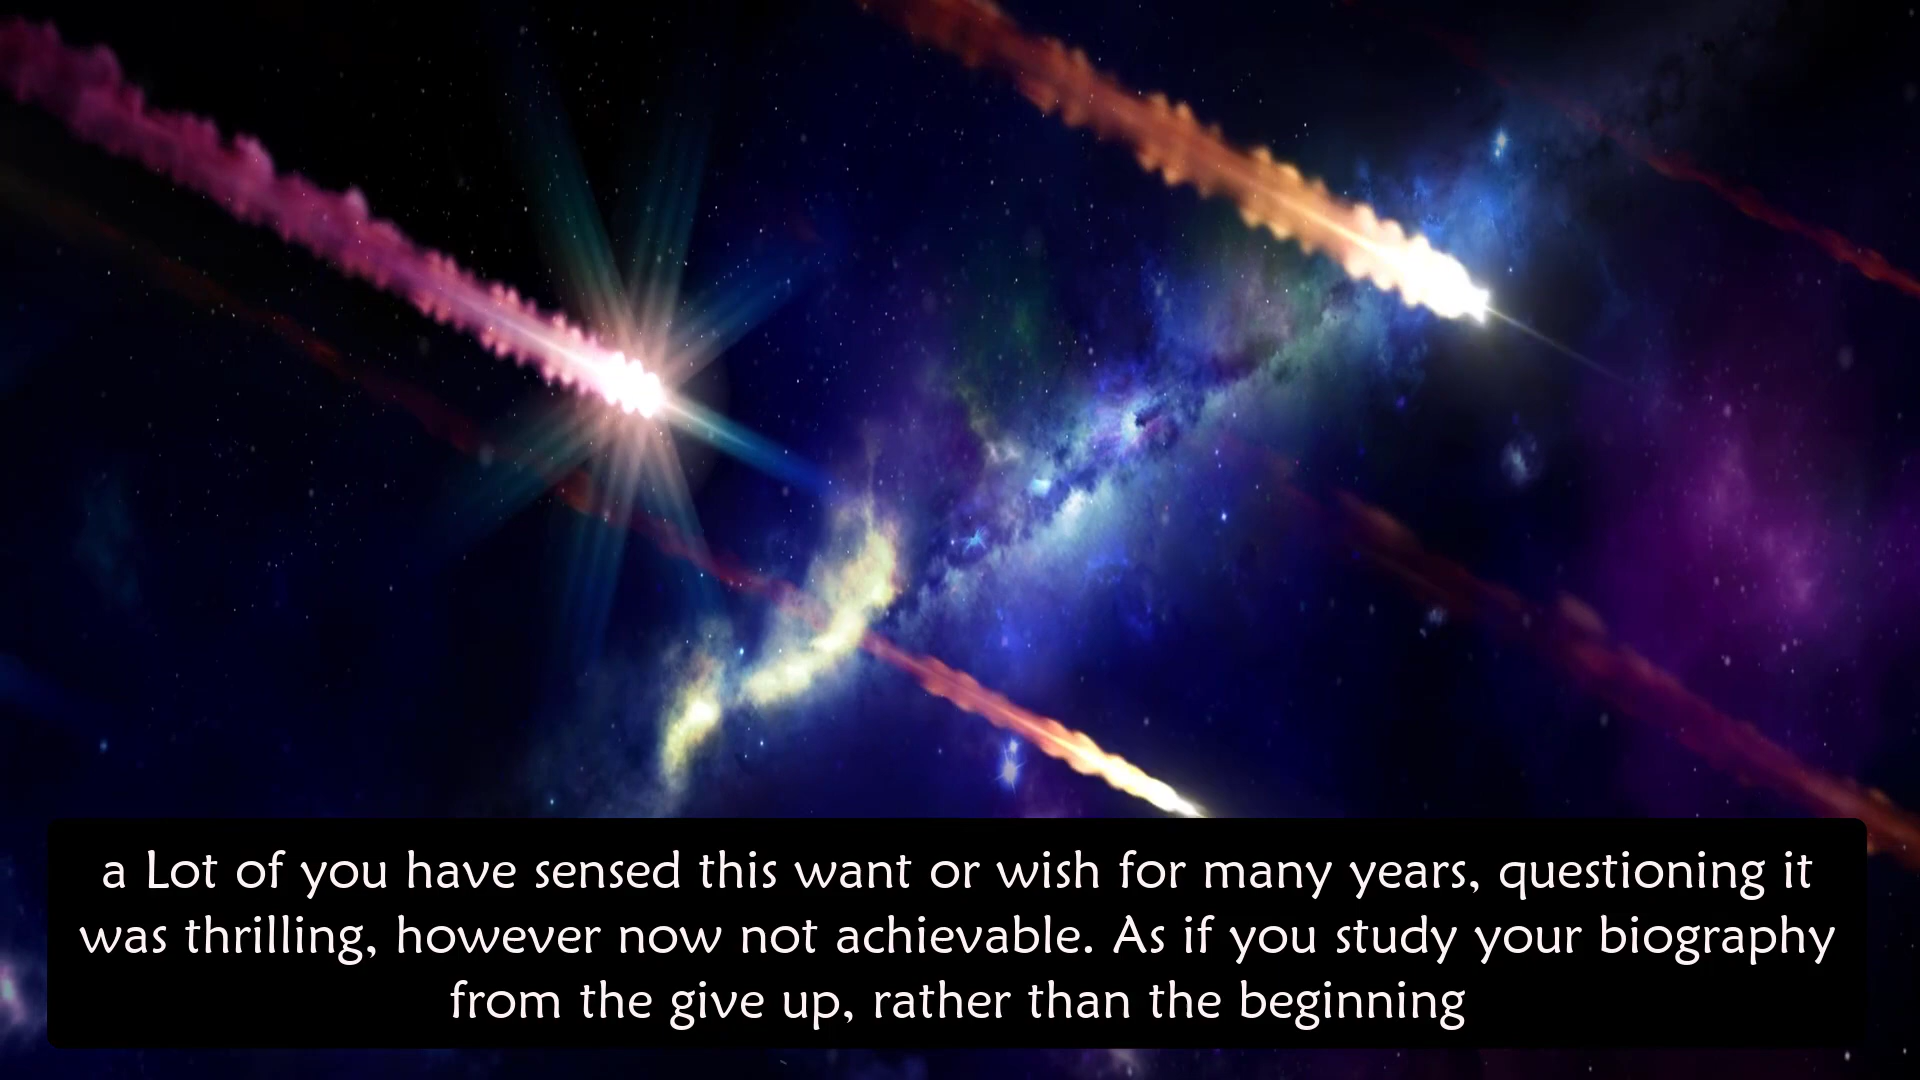 a Lot of you have sensed this want or wish for many years, questioning it
was thrilling, however now not achievable. As if you study your biography
from the give up, rather than the beginning